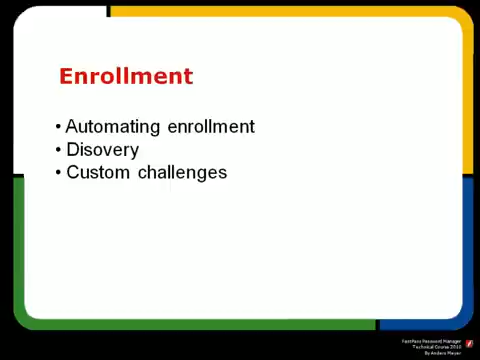 Enrollment
• Automating enrollment
• Disovery
• Custom challenges
FastPass Password Manager
Technical Course 2010
By Anders Meyer